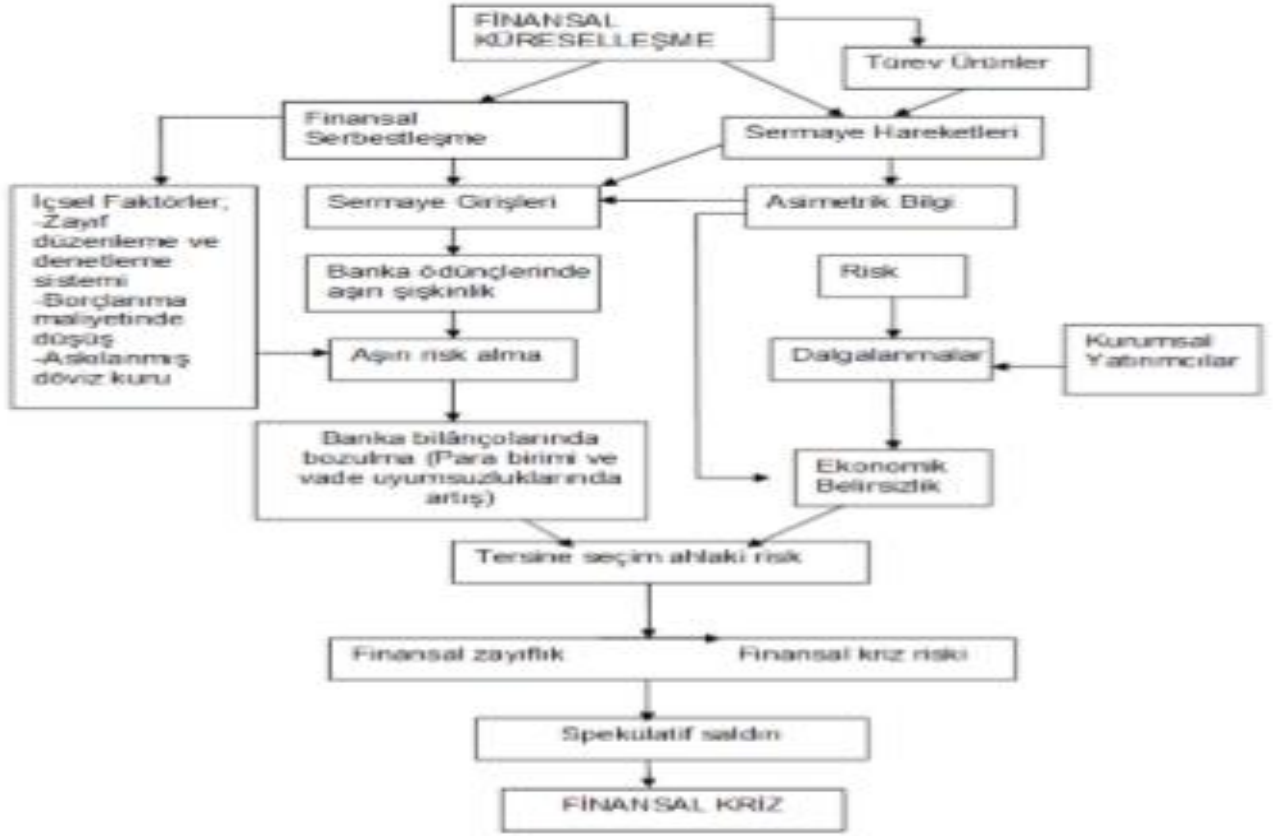 FİNANSAL
KÜRESELLEŞME
Türev Ürünler
Finansal
Serbestleşme
Sermaye Hareketleri
İçsel Faktörler;
-Zayıf
düzenleme ve
denetleme
sistemi
-Borçlanma
maliyetinde
düşüş
-Askılanmış
döviz kuru
Sermaye Girişleri
Asimetrik Bilgi
Banka ödünçlerinde
aşırı şişkinlik
Risk
Aşırı risk alma
Dalgalanmalar
Kurumsal
Yatırımcılar
Banka bilânçolarında
bozulma (Para birimi ve
vade uyumsuzluklarında
artış)
Ekonomik
Belirsizlik
Tersine seçim ahlaki risk
Finansal zayıflık
Finansal kriz riski
Spekülatif saldırı
FİNANSAL KRİZ